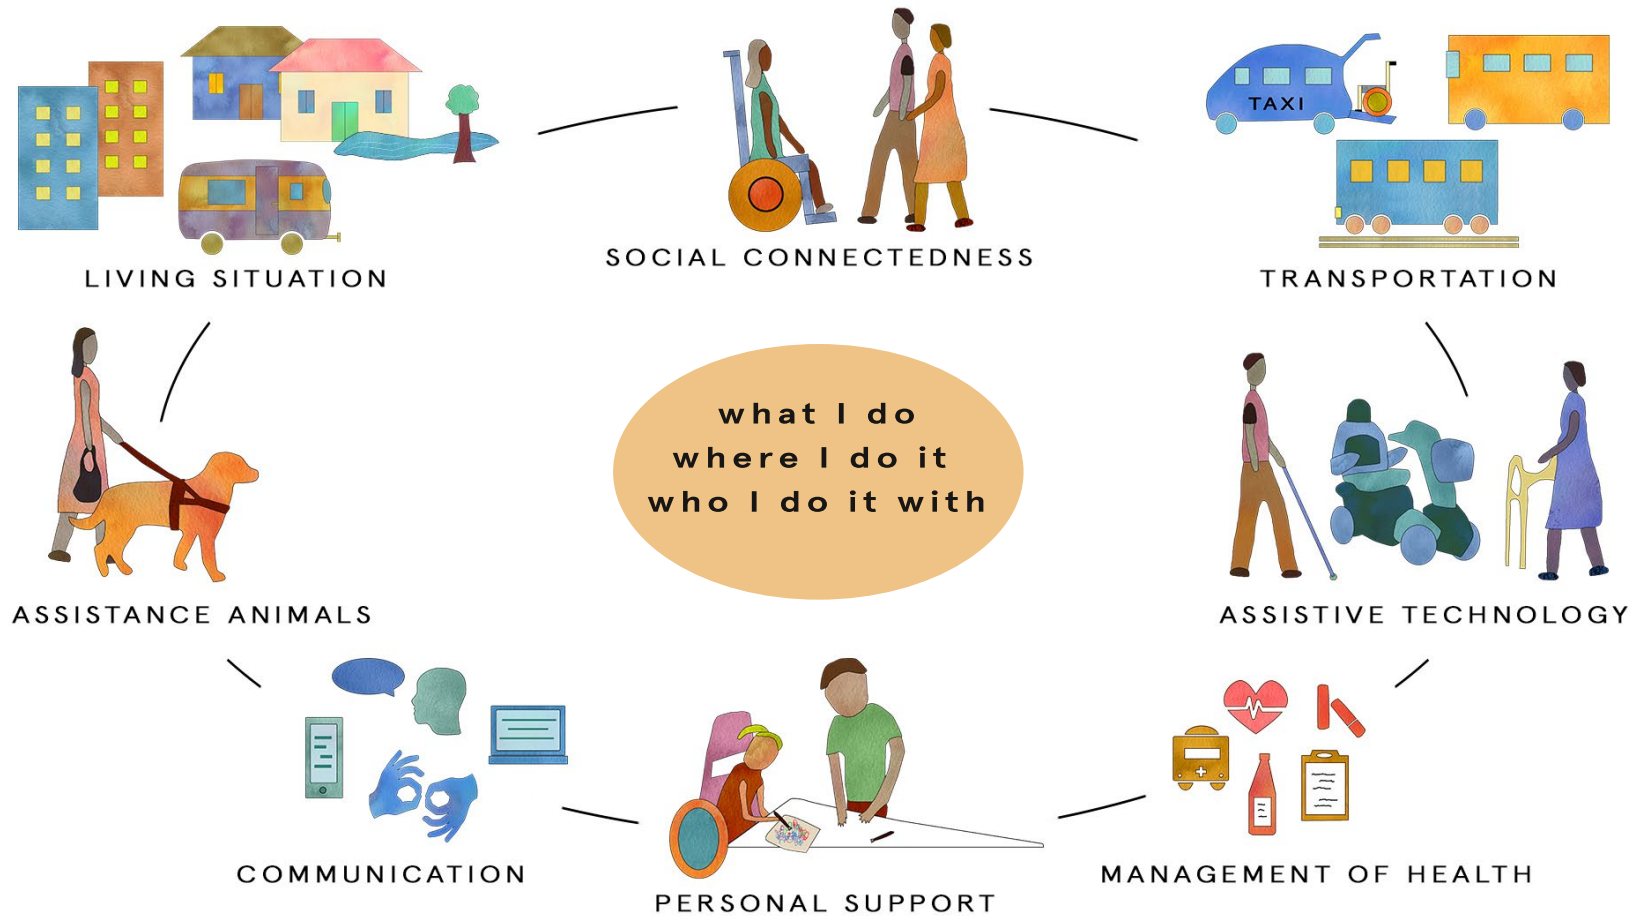 TAXI
LIVING SITUATION
SOCIAL CONNECTEDNESS
TRANSPORTATION
what I do
where I do it
who I do it with
ASSISTANCE ANIMALS
ASSISTIVE TECHNOLOGY
COMMUNICATION
PERSONAL SUPPORT
MANAGEMENT OF HEALTH